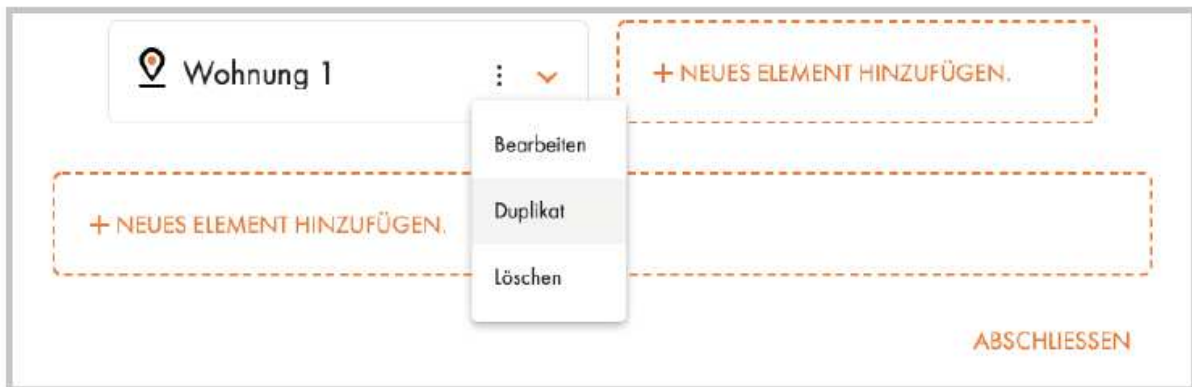 Wohnung 1
+ NEUES ELEMENT HINZUFÜGEN.
Bearbeiten
Duplikat
+ NEUES ELEMENT HINZUFÜGEN.
Löschen
ABSCHLIESSEN